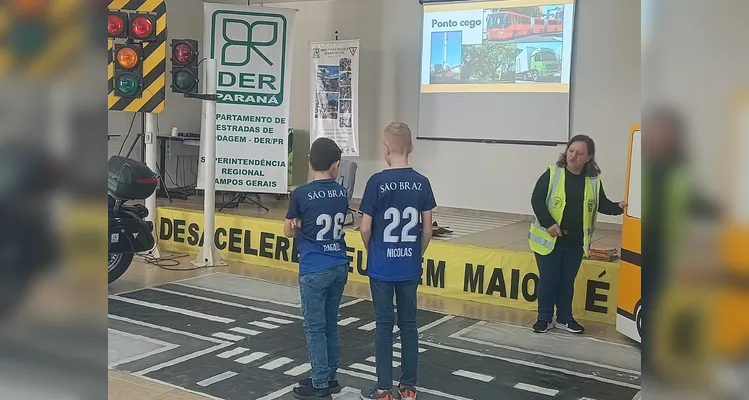 Ponto cego
DER
PARANÁ
DEPARTAMENTO DE
ESTRADAS DE
RODAGEM - DER/PR
SUPERINTENDÊNCIA
REGIONAL
CAMPOS GERAIS
DESACELERE
EM MAIO
É
SÃO BRAZ
26
SÃO BRAZ
22
NICOLAS